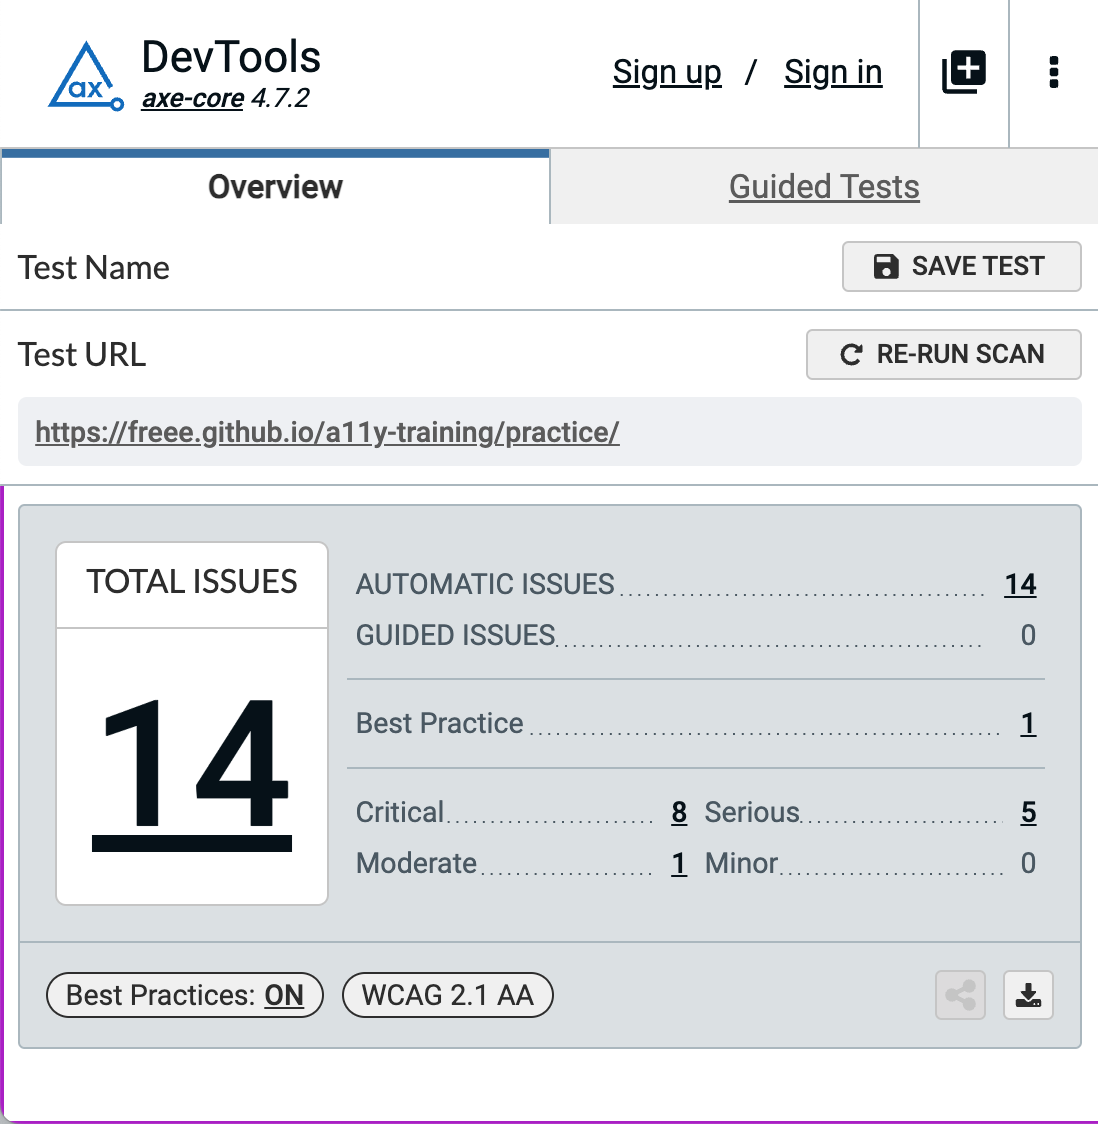 ax
DevTools
axe-core 4.7.2
Sign up / Sign in
Overview
Guided Tests
Test Name
SAVE TEST
Test URL
RE-RUN SCAN
https://freee.github.io/a11y-training/practice/
TOTAL ISSUES
14
AUTOMATIC ISSUES 14
GUIDED ISSUES 0
Best Practice 1
Critical 8 Serious 5
Moderate 1 Minor 0
Best Practices: ON
WCAG 2.1 AA